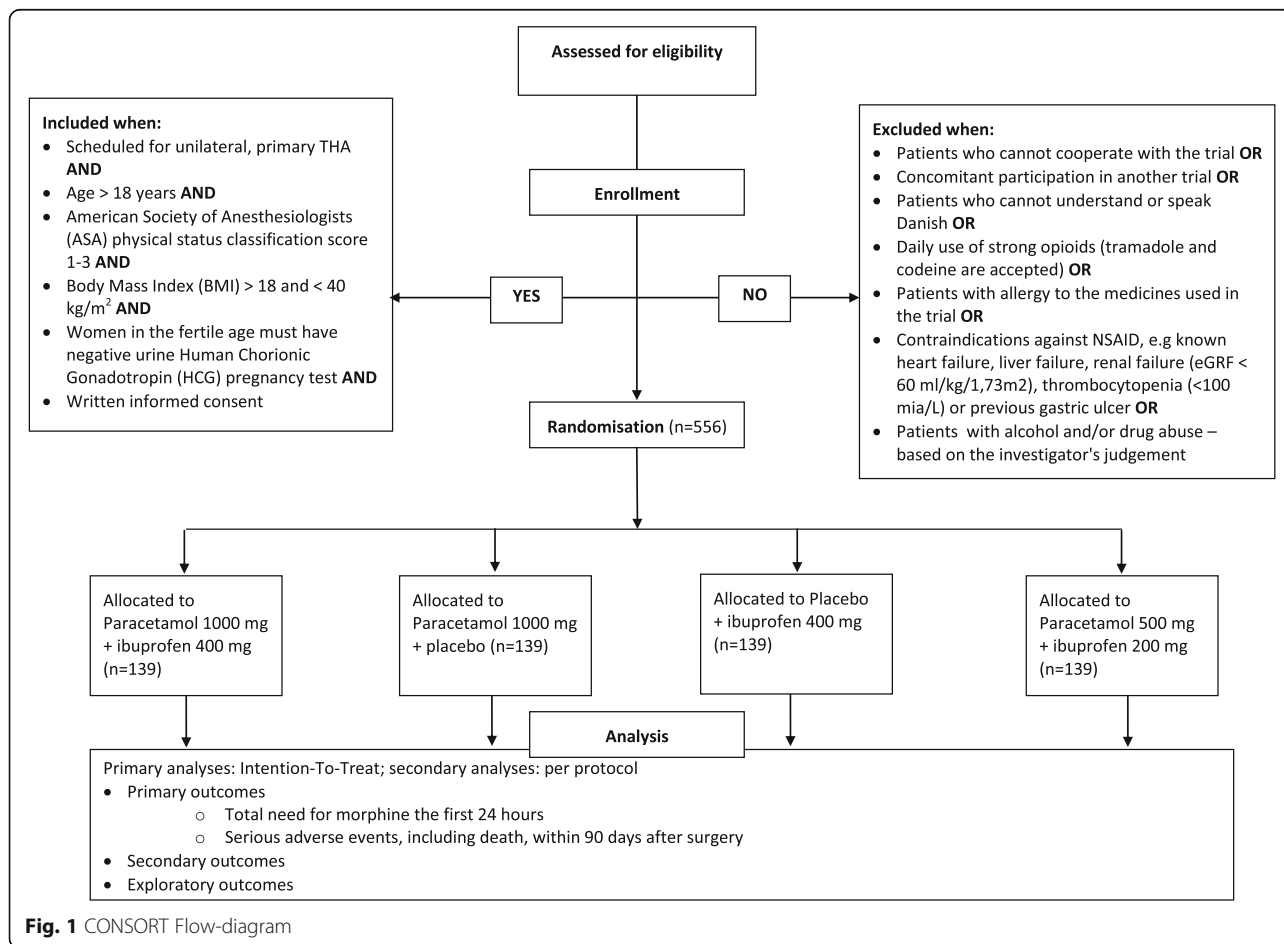 Assessed for eligibility
Included when:
• Scheduled for unilateral, primary THA
AND
• Age > 18 years AND
• American Society of Anesthesiologists
(ASA) physical status classification score
1-3 AND
• Body Mass Index (BMI) > 18 and < 40
kg/m² AND
• Women in the fertile age must have
negative urine Human Chorionic
Gonadotropin (HCG) pregnancy test AND
• Written informed consent
Enrollment
YES
NO
Excluded when:
• Patients who cannot cooperate with the trial OR
• Concomitant participation in another trial OR
• Patients who cannot understand or speak
Danish OR
• Daily use of strong opioids (tramadole and
codeine are accepted) OR
• Patients with allergy to the medicines used in
the trial OR
• Contraindications against NSAID, e.g known
heart failure, liver failure, renal failure (eGRF <
60 ml/kg/1,73m2), thrombocytopenia (<100
mia/L) or previous gastric ulcer OR
• Patients with alcohol and/or drug abuse –
based on the investigator's judgement
Randomisation (n=556)
Allocated to
Paracetamol 1000 mg
+ ibuprofen 400 mg
(n=139)
Allocated to
Paracetamol 1000 mg
+ placebo (n=139)
Allocated to Placebo
+ ibuprofen 400 mg
(n=139)
Allocated to
Paracetamol 500 mg
+ ibuprofen 200 mg
(n=139)
Analysis
Primary analyses: Intention-To-Treat; secondary analyses: per protocol
• Primary outcomes
o Total need for morphine the first 24 hours
o Serious adverse events, including death, within 90 days after surgery
• Secondary outcomes
• Exploratory outcomes
Fig. 1 CONSORT Flow-diagram